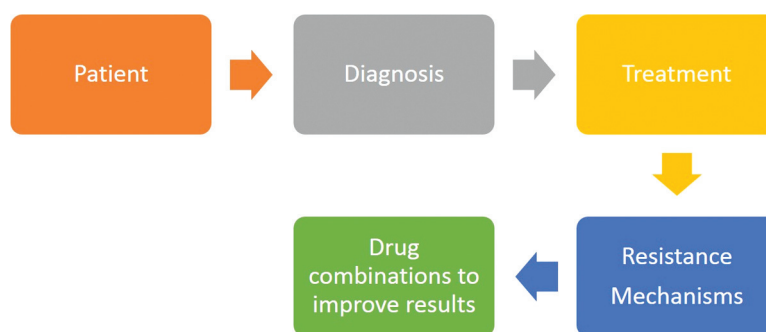 Patient
Diagnosis
Treatment
Drug
combinations to
improve results
Resistance
Mechanisms